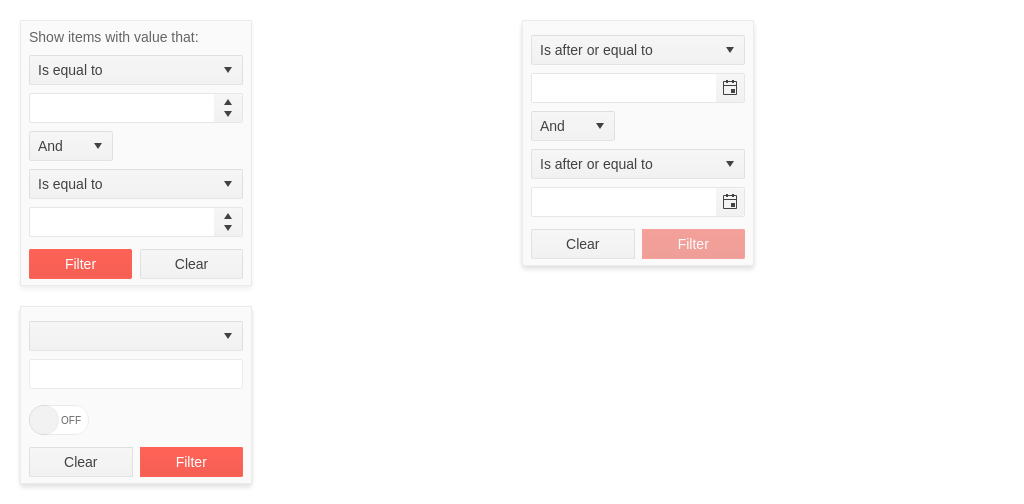 Show items with value that:
Is equal to
And
Is equal to
Filter
Clear
Is after or equal to
And
Is after or equal to
Clear
Filter
OFF
Clear
Filter